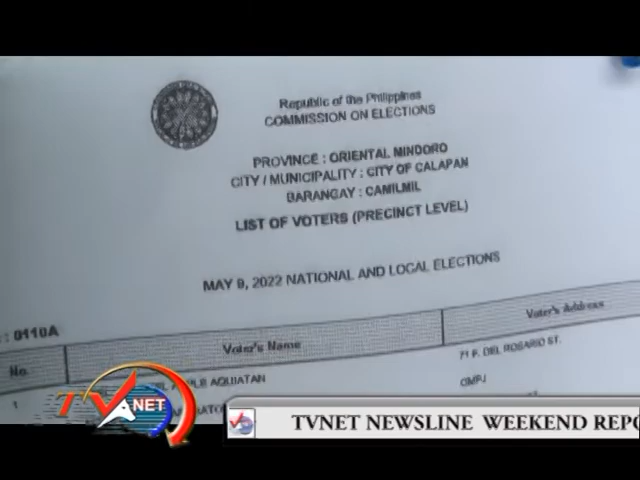 Republic of the Philippines
COMMISSION ON ELECTIONS
PROVINCE : ORIENTAL MINDORO
CITY / MUNICIPALITY : CITY OF CALAPAN
BARANGAY : CAMILMIL
LIST OF VOTERS (PRECINCT LEVEL)
MAY 9, 2022 NATIONAL AND LOCAL ELECTIONS
: 0110A
No. Voter's Name Voter's Address
1 AQUIATAN 71 P. DEL ROSARIO ST.
TVNET
TVNET NEWSLINE WEEKEND REPO